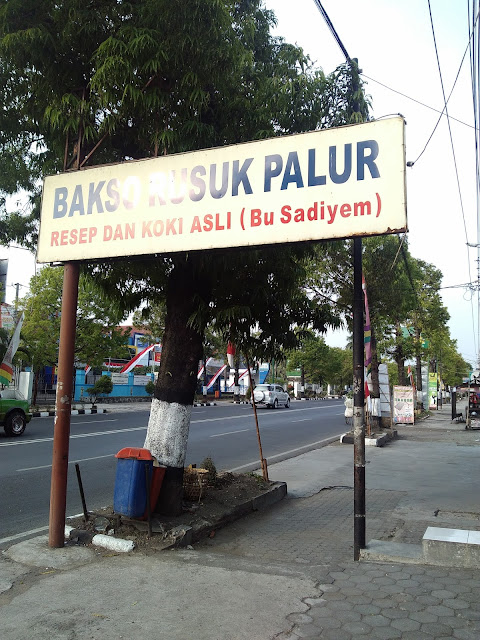 BAKSO RUSUK PALUR
RESEP DAN KOKI ASLI ( Bu Sadiyem )